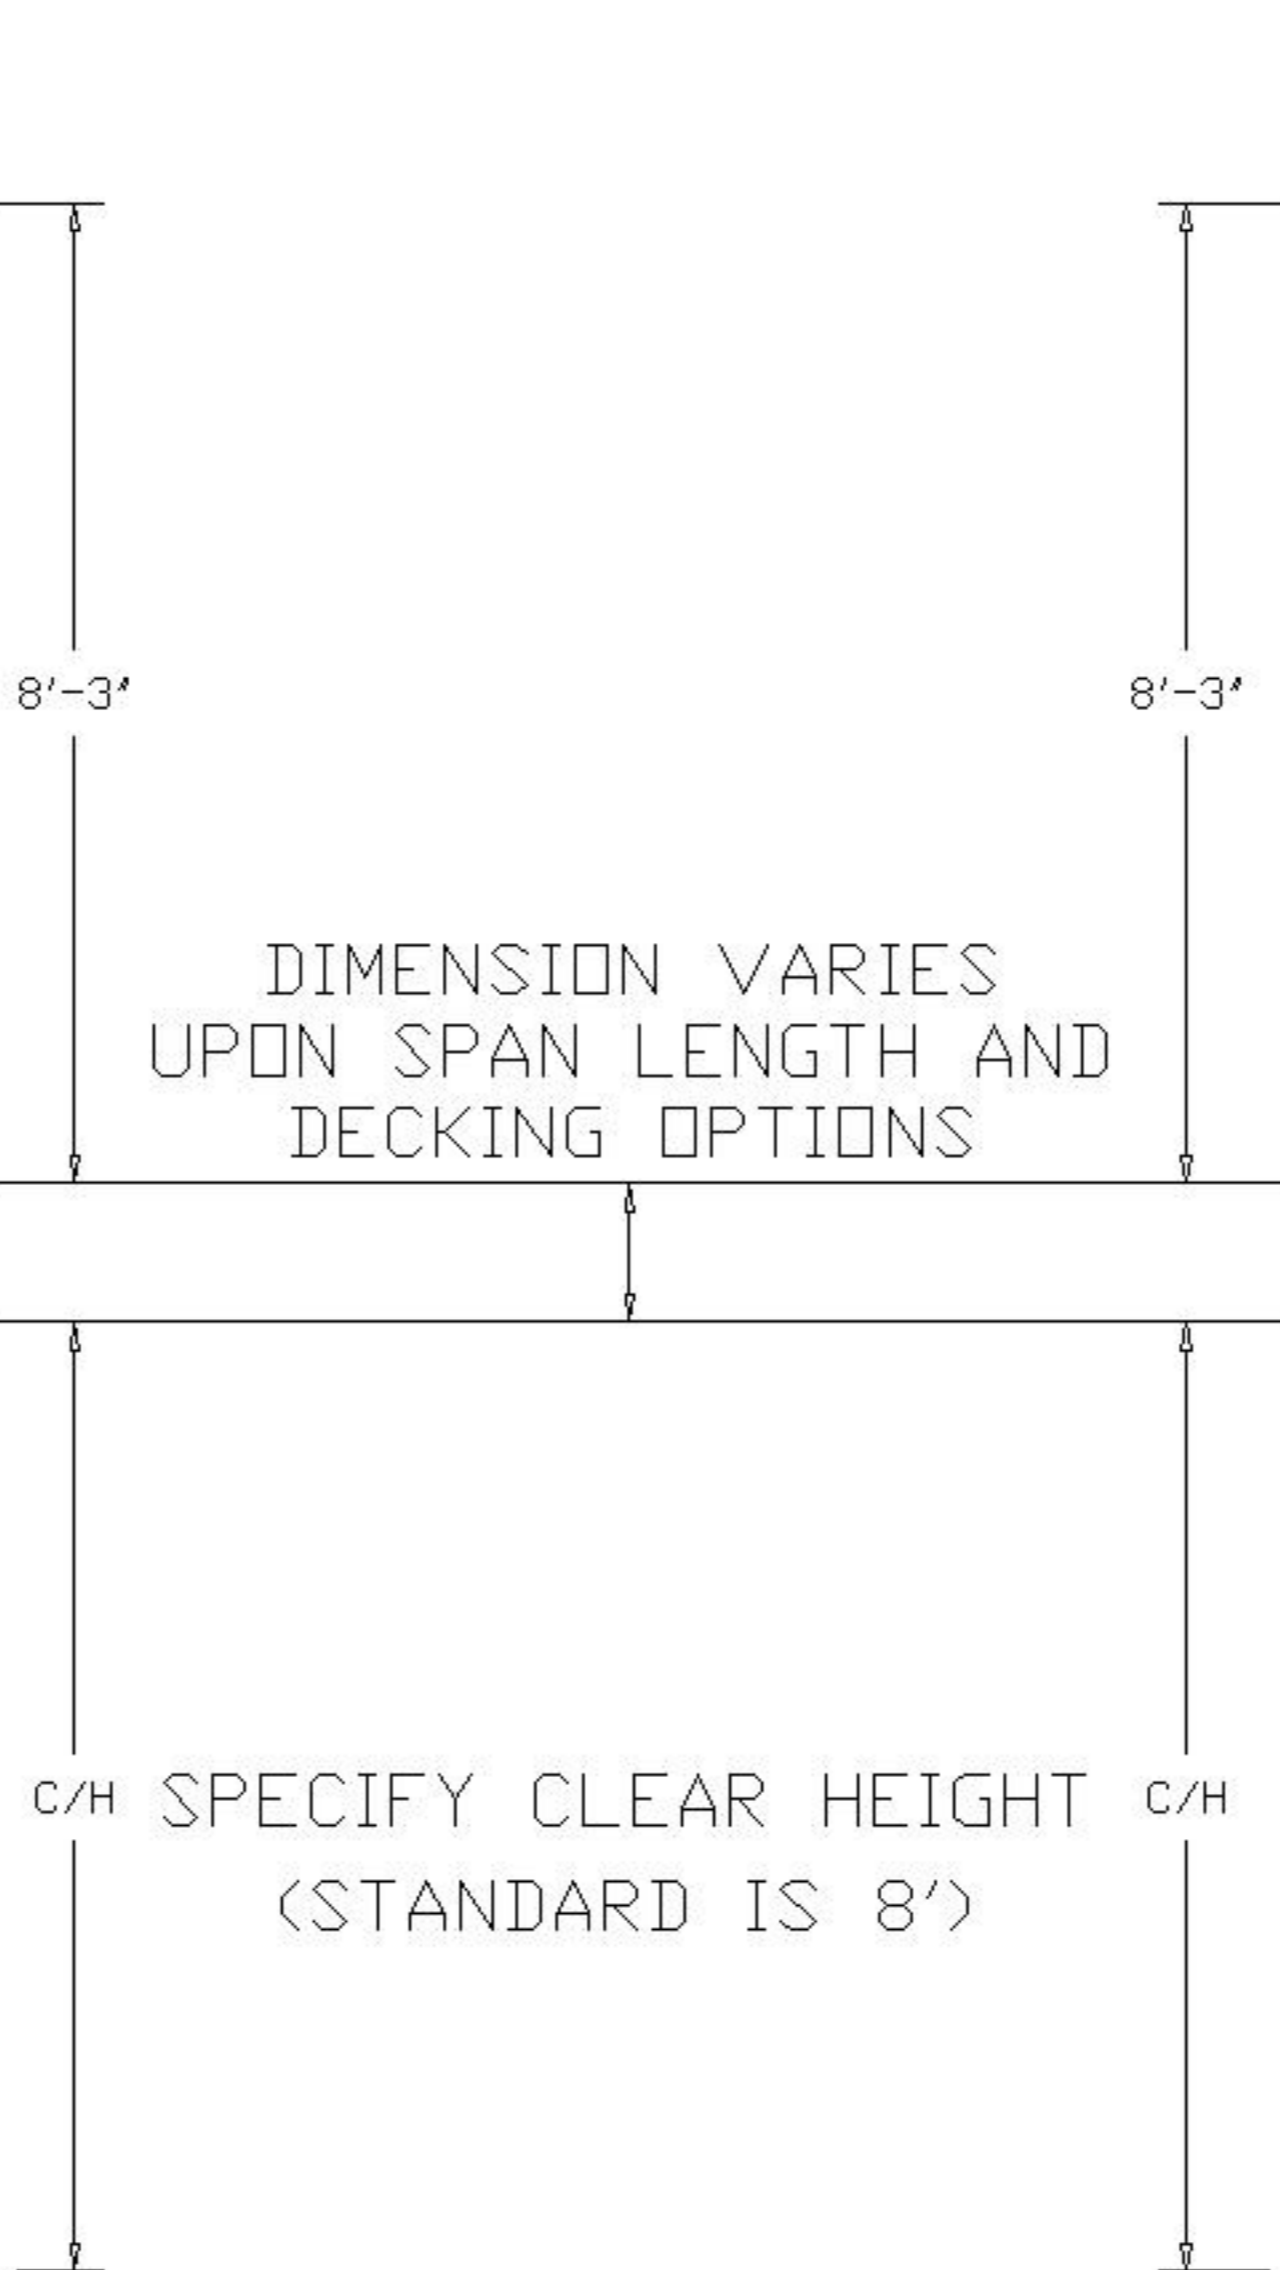 8'-3"
8'-3"
DIMENSION VARIES
UPON SPAN LENGTH AND
DECKING OPTIONS
C/H
SPECIFY CLEAR HEIGHT
(STANDARD IS 8')
C/H